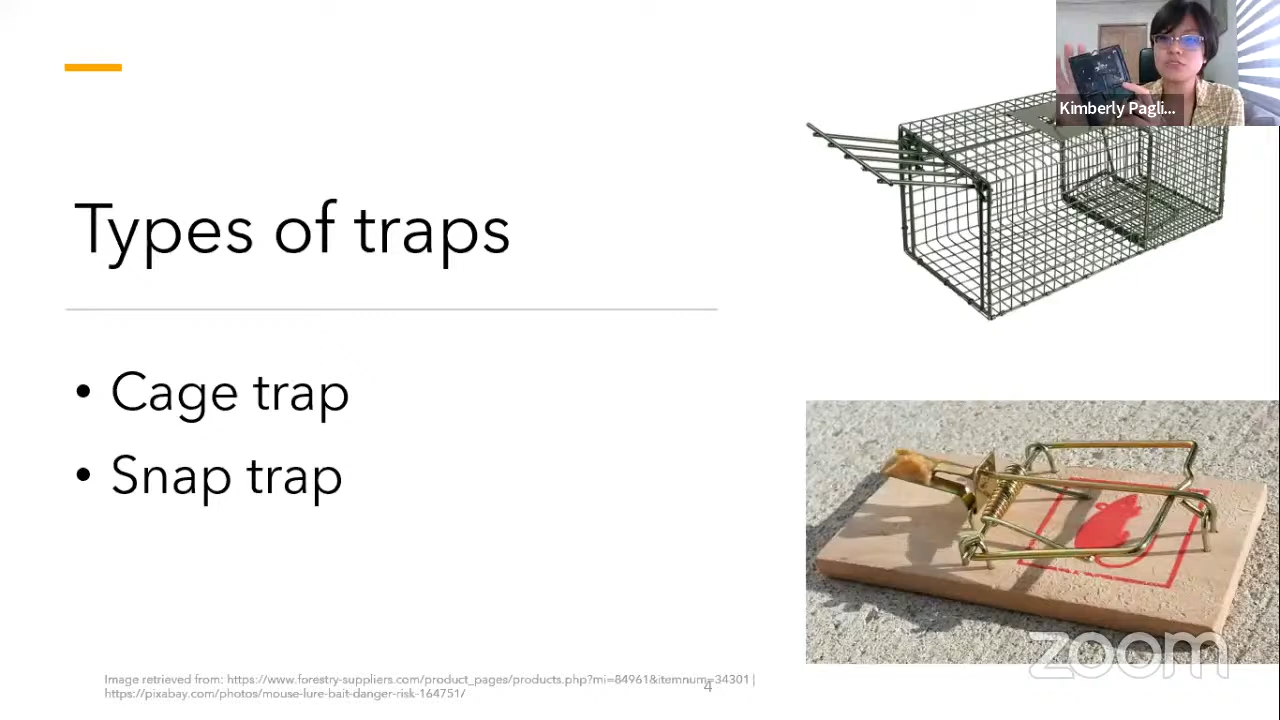 Kimberly Pagli...
Types of traps
• Cage trap
• Snap trap
zoom
Image retrieved from: https://www.forestry-suppliers.com/product_pages/products.php?mi=84961&itemnum=34301 |
https://pixabay.com/photos/mouse-lure-bait-danger-risk-164751/
4